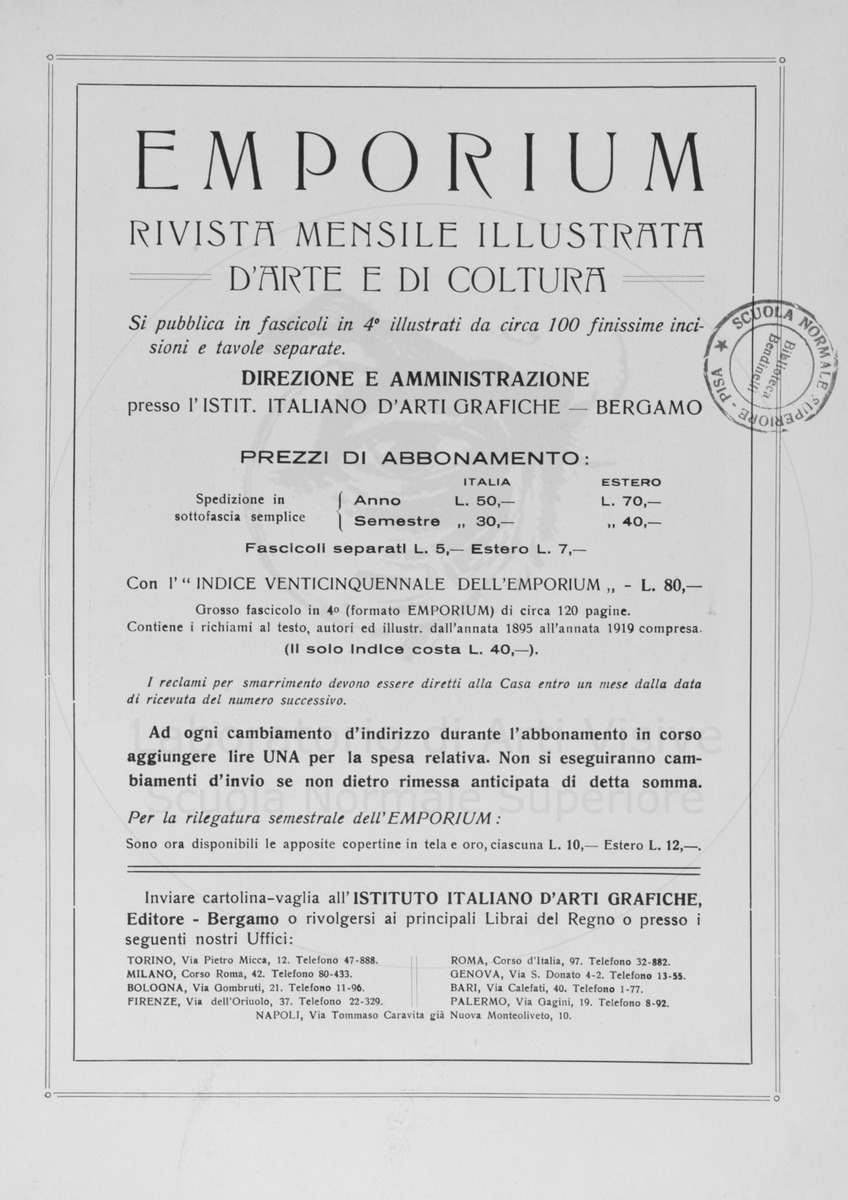 EMPORIUM
RIVISTA MENSILE ILLUSTRATA
D'ARTE E DI COLTURA
Si pubblica in fascicoli in 4º illustrati da circa 100 finissime inci-
sioni e tavole separate.
SCUOLA NORMALE SUPERIORE - PISA ★
Biblioteca
Bendinelli
DIREZIONE E AMMINISTRAZIONE
presso l'ISTIT. ITALIANO D'ARTI GRAFICHE — BERGAMO
PREZZI DI ABBONAMENTO:
ITALIA ESTERO
Spedizione in sottofascia semplice { Anno L. 50,— L. 70,—
Semestre „ 30,— „ 40,—
Fascicoli separati L. 5,— Estero L. 7,—
Con l' “ INDICE VENTICINQUENNALE DELL'EMPORIUM „ - L. 80,—
Grosso fascicolo in 4º (formato EMPORIUM) di circa 120 pagine.
Contiene i richiami al testo, autori ed illustr. dall'annata 1895 all'annata 1919 compresa.
(Il solo Indice costa L. 40,—).
I reclami per smarrimento devono essere diretti alla Casa entro un mese dalla data
di ricevuta del numero successivo.
Ad ogni cambiamento d'indirizzo durante l'abbonamento in corso
aggiungere lire UNA per la spesa relativa. Non si eseguiranno cam-
biamenti d'invio se non dietro rimessa anticipata di detta somma.
Laboratorio di Arti Visive
Scuola Normale Superiore
Per la rilegatura semestrale dell'EMPORIUM :
Sono ora disponibili le apposite copertine in tela e oro, ciascuna L. 10,— Estero L. 12,—.
Inviare cartolina-vaglia all'ISTITUTO ITALIANO D'ARTI GRAFICHE,
Editore - Bergamo o rivolgersi ai principali Librai del Regno o presso i
seguenti nostri Uffici:
TORINO, Via Pietro Micca, 12. Telefono 47-888.
MILANO, Corso Roma, 42. Telefono 80-433.
BOLOGNA, Via Gombruti, 21. Telefono 11-96.
FIRENZE, Via dell'Oriuolo, 37. Telefono 22-329.
ROMA, Corso d'Italia, 97. Telefono 32-882.
GENOVA, Via S. Donato 4-2. Telefono 13-55.
BARI, Via Calefati, 40. Telefono 1-77.
PALERMO, Via Gagini, 19. Telefono 8-92.
NAPOLI, Via Tommaso Caravita già Nuova Monteoliveto, 10.